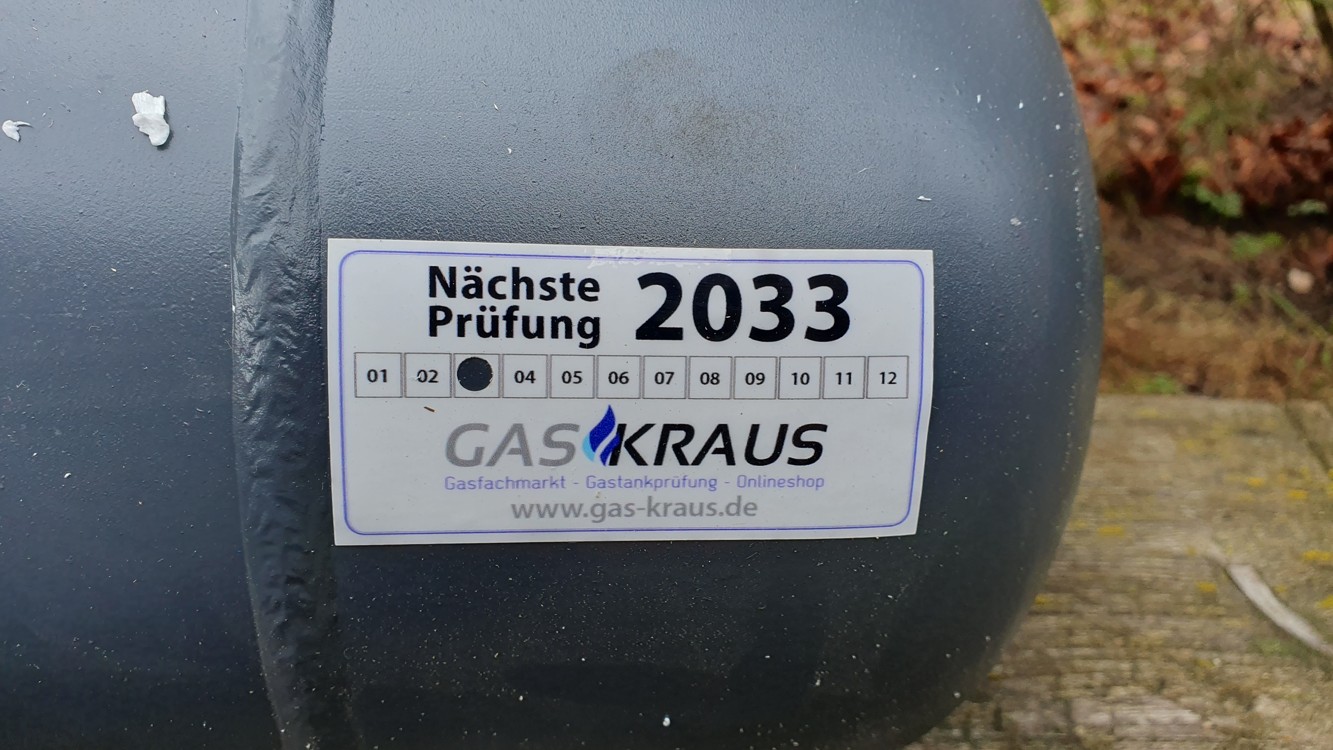 Nächste
Prüfung 2033
01 02 04 05 06 07 08 09 10 11 12
GAS KRAUS
Gasfachmarkt - Gastankprüfung - Onlineshop
www.gas-kraus.de